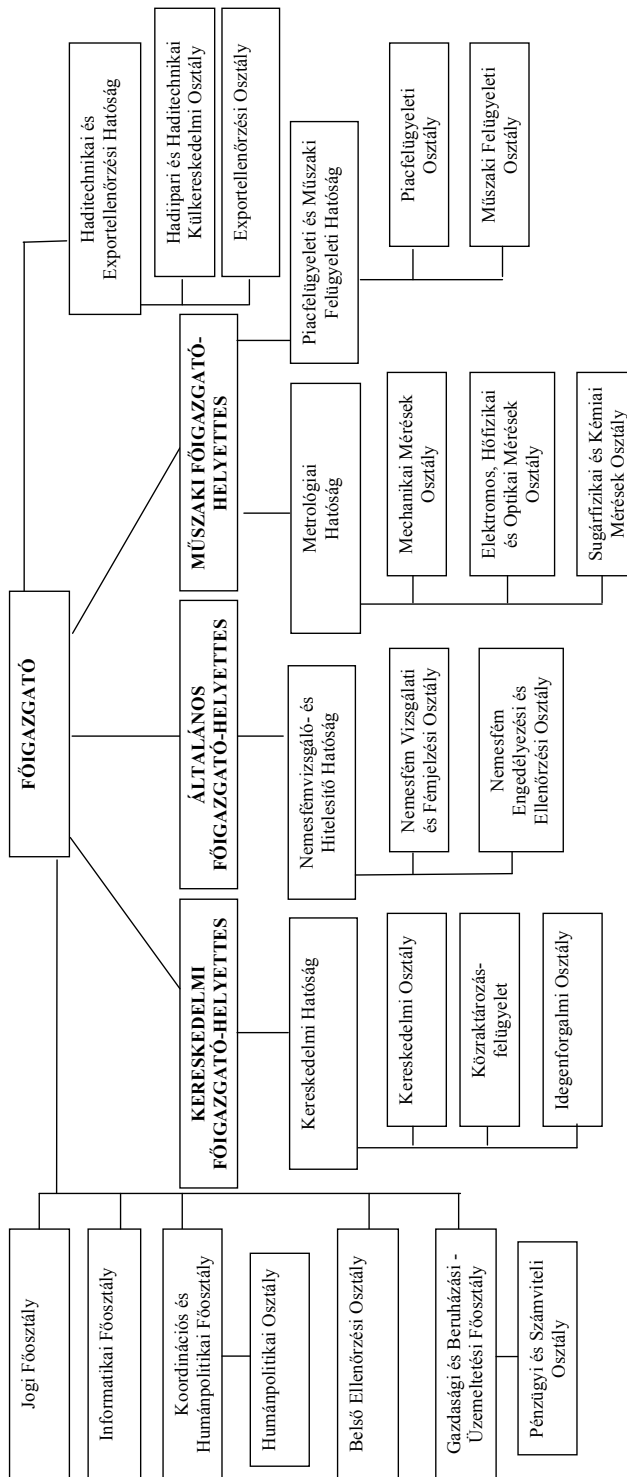 FŐIGAZGATÓ
Haditechnikai és
Exportellenőrzési Hatóság
Hadiipari és Haditechnikai
Külkereskedelmi Osztály
Exportellenőrzési Osztály
Jogi Főosztály
Informatikai Főosztály
Koordinációs és
Humánpolitikai Főosztály
Humánpolitikai Osztály
Belső Ellenőrzési Osztály
Gazdasági és Beruházási -
Üzemeltetési Főosztály
Pénzügyi és Számviteli
Osztály
KERESKEDELMI
FŐIGAZGATÓ-HELYETTES
Kereskedelmi Hatóság
Kereskedelmi Osztály
Közraktározás-
felügyelet
Idegenforgalmi Osztály
ÁLTALÁNOS
FŐIGAZGATÓ-HELYETTES
Nemesfémvizsgáló- és
Hitelesítő Hatóság
Nemesfém Vizsgálati
és Fémjelzési Osztály
Nemesfém
Engedélyezési és
Ellenőrzési Osztály
MŰSZAKI FŐIGAZGATÓ-
HELYETTES
Metrológiai
Hatóság
Mechanikai Mérések
Osztály
Elektromos, Hőfizikai
és Optikai Mérések
Osztály
Sugárfizikai és Kémiai
Mérések Osztály
Piacfelügyeleti és Műszaki
Felügyeleti Hatóság
Piacfelügyeleti
Osztály
Műszaki Felügyeleti
Osztály